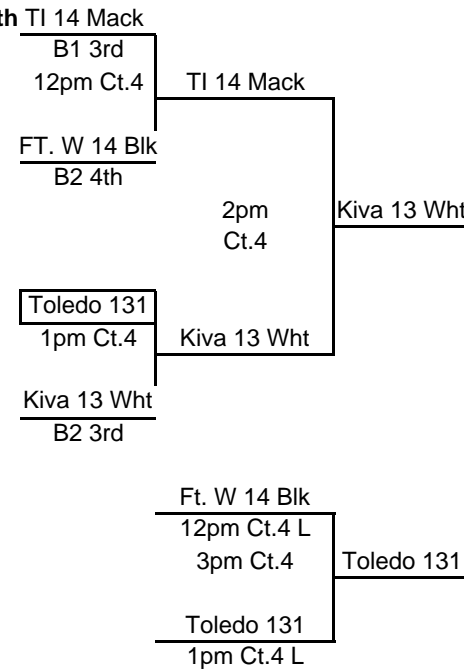 th TI 14 Mack
B1 3rd
12pm Ct.4
TI 14 Mack
FT. W 14 Blk
B2 4th
2pm
Ct.4
Kiva 13 Wht
Toledo 131
1pm Ct.4
Kiva 13 Wht
Kiva 13 Wht
B2 3rd
Ft. W 14 Blk
12pm Ct.4 L
3pm Ct.4
Toledo 131
Toledo 131
1pm Ct.4 L